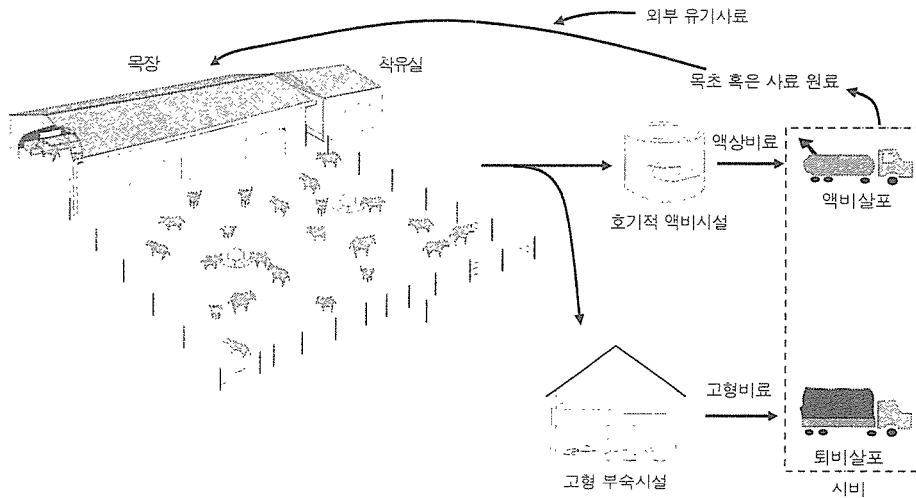 외부 유기사료
목장
착유실
목초 혹은 사료 원료
액상비료
호기적 액비시설
액비살포
고형비료
고형 부숙시설
퇴비살포
시비